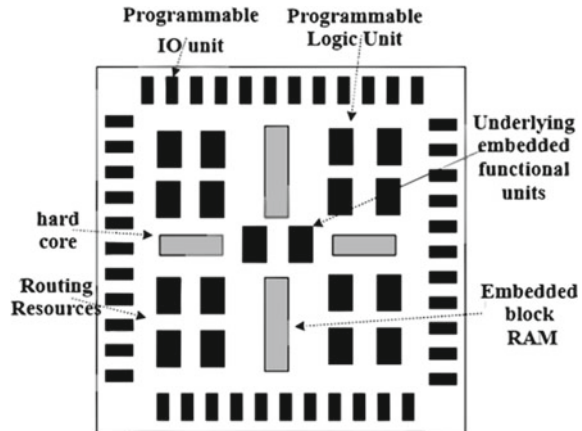 Programmable
IO unit
Programmable
Logic Unit
Underlying
embedded
functional
units
hard
core
Routing
Resources
Embedded
block
RAM